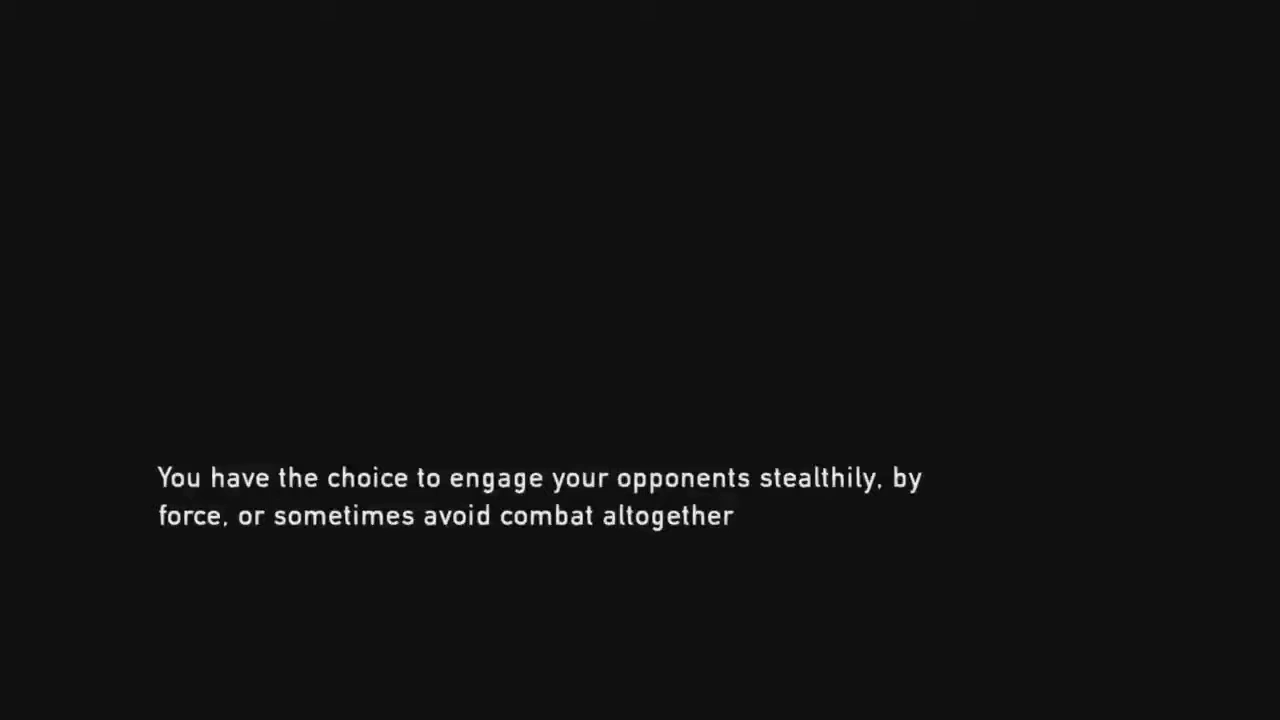 You have the choice to engage your opponents stealthily, by
force, or sometimes avoid combat altogether